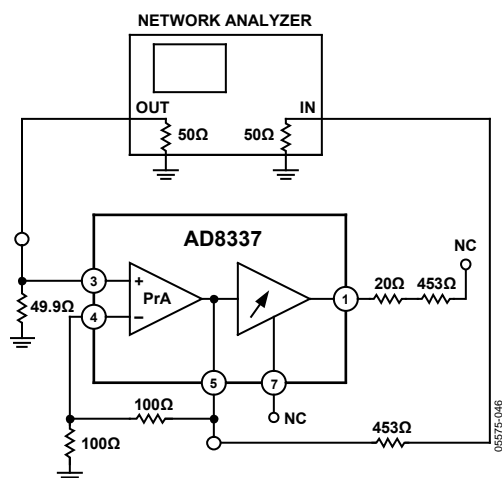 NETWORK ANALYZER
OUT
IN
50Ω
50Ω
AD8337
NC
3
+
PrA
1
20Ω
453Ω
49.9Ω
4
−
5
7
100Ω
NC
100Ω
453Ω
05575-046